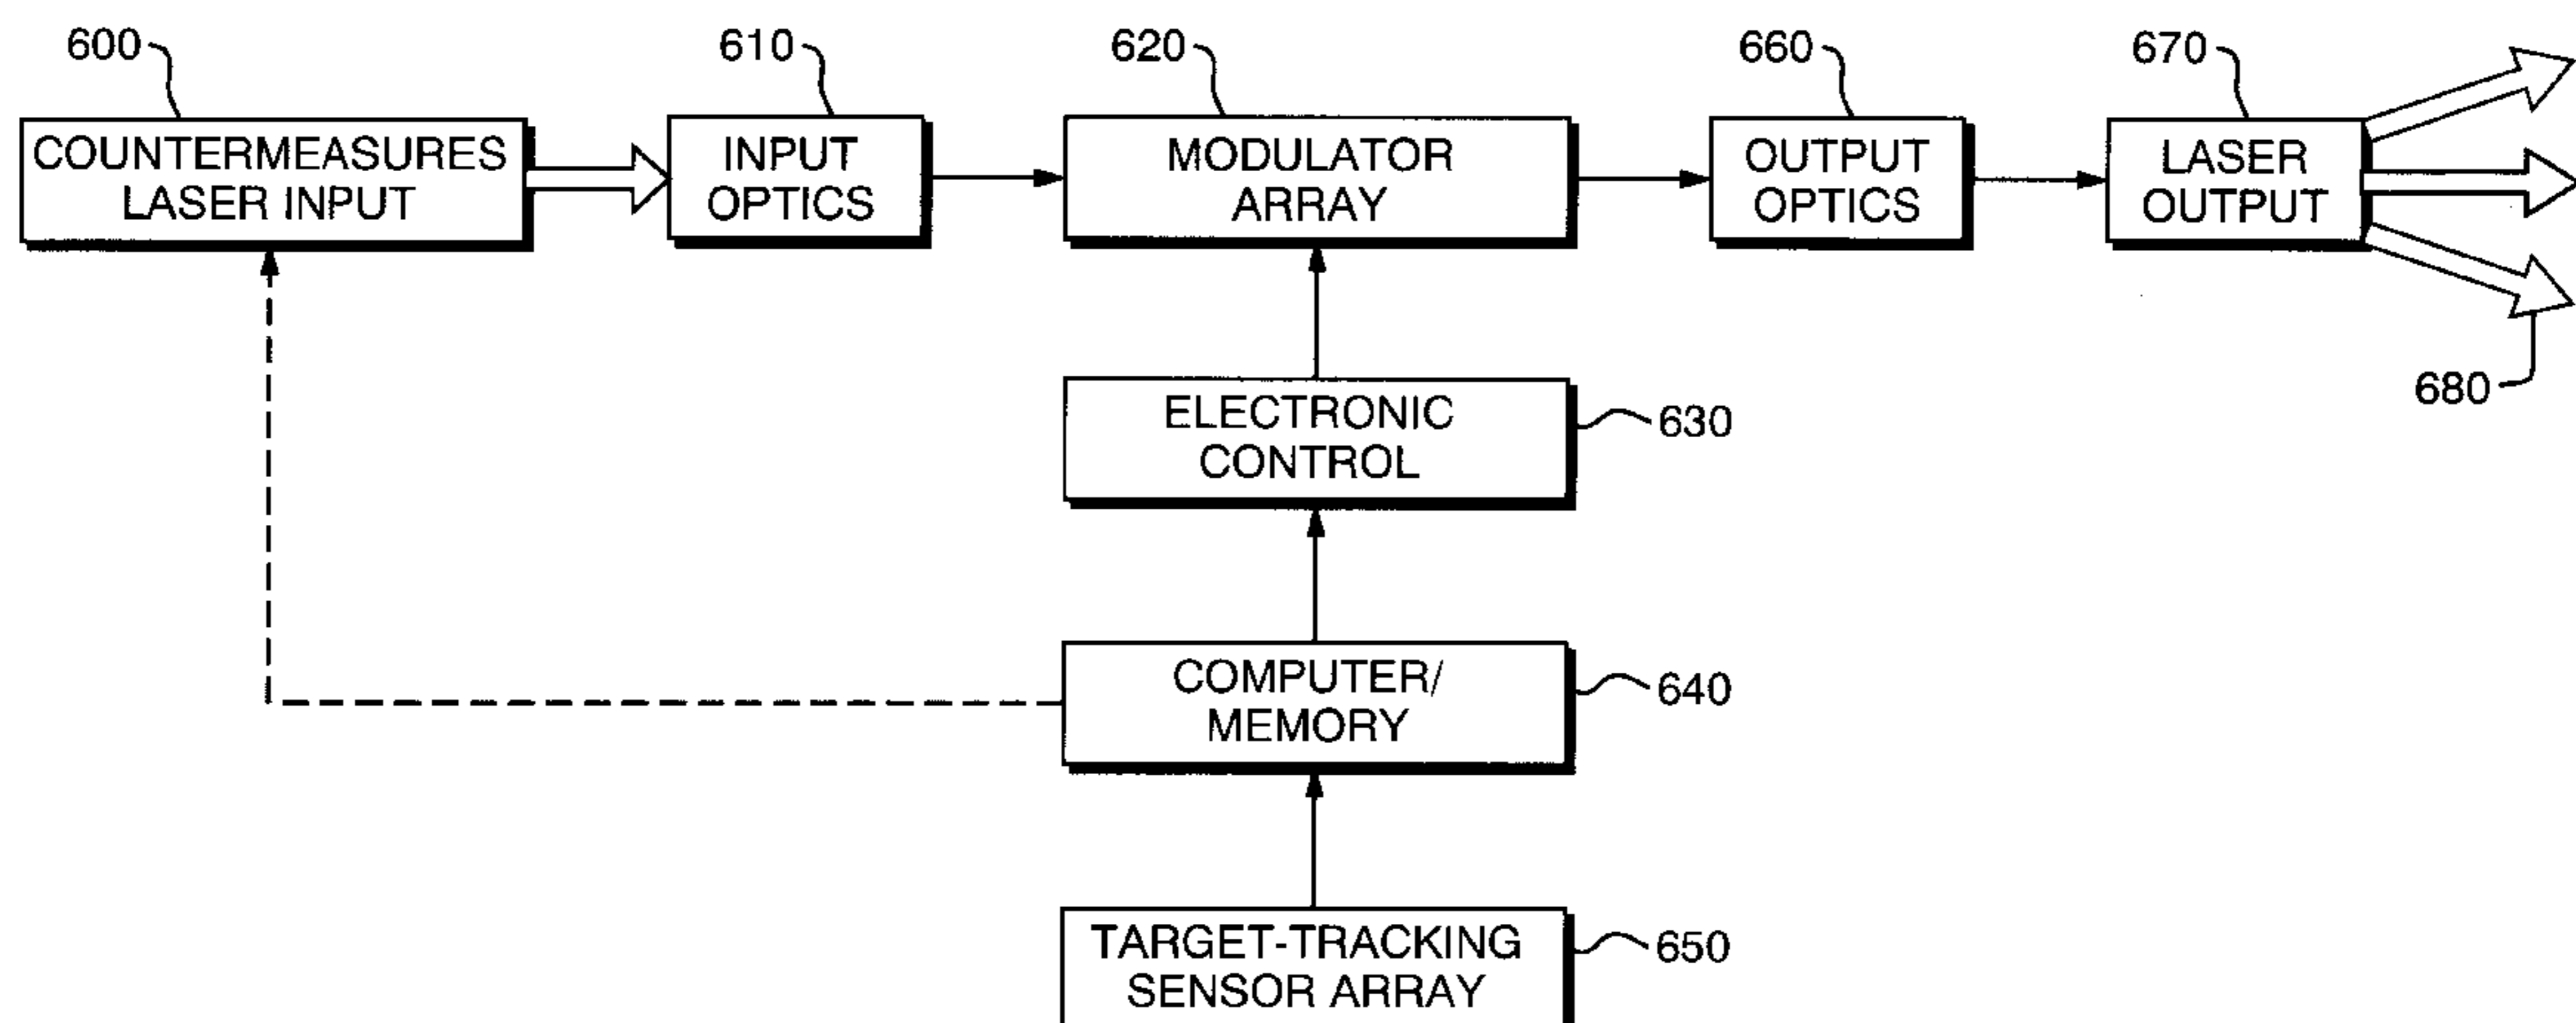 600
610
620
660
670
COUNTERMEASURES
LASER INPUT
INPUT
OPTICS
MODULATOR
ARRAY
OUTPUT
OPTICS
LASER
OUTPUT
680
ELECTRONIC
CONTROL
630
COMPUTER/
MEMORY
640
TARGET-TRACKING
SENSOR ARRAY
650